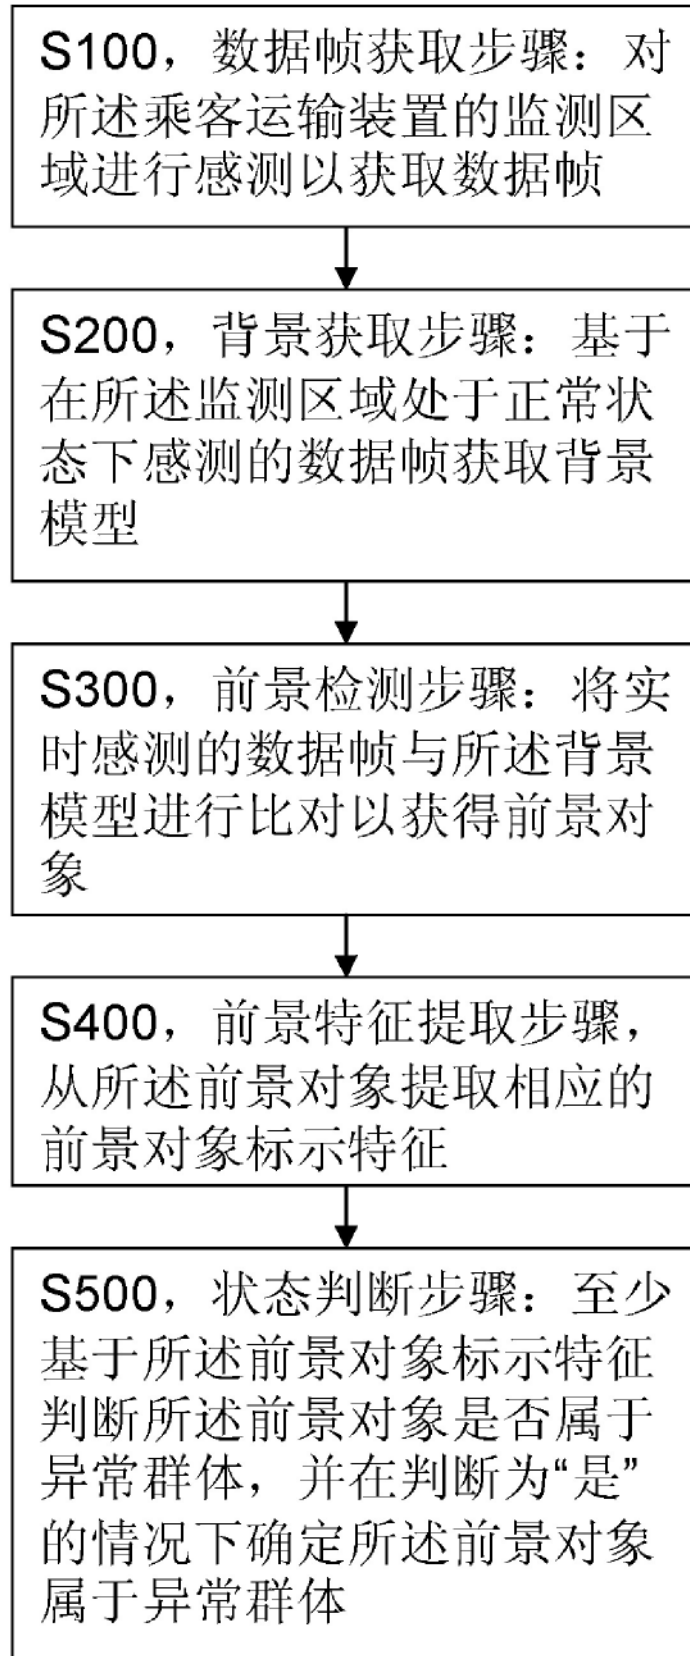 S100，数据帧获取步骤：对
所述乘客运输装置的监测区
域进行感测以获取数据帧
S200，背景获取步骤：基于
在所述监测区域处于正常状
态下感测的数据帧获取背景
模型
S300，前景检测步骤：将实
时感测的数据帧与所述背景
模型进行比对以获得前景对
象
S400，前景特征提取步骤，
从所述前景对象提取相应的
前景对象标示特征
S500，状态判断步骤：至少
基于所述前景对象标示特征
判断所述前景对象是否属于
异常群体，并在判断为“是”
的情况下确定所述前景对象
属于异常群体